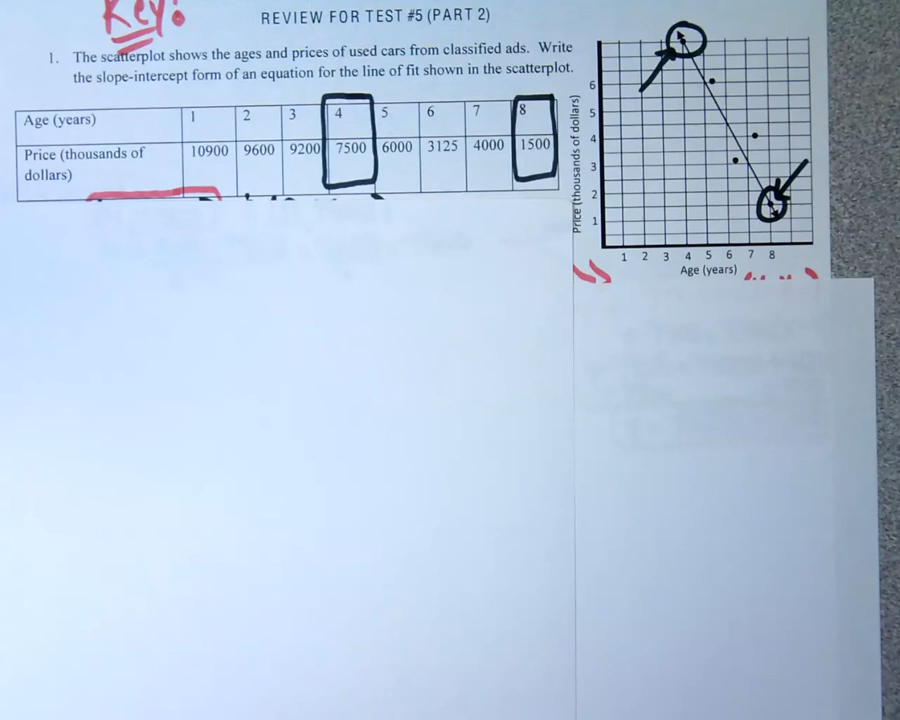 Key:
REVIEW FOR TEST #5 (PART 2)
1. The scatterplot shows the ages and prices of used cars from classified ads. Write
the slope-intercept form of an equation for the line of fit shown in the scatterplot.
Age (years) 1 2 3 4 5 6 7 8
Price (thousands of 10900 9600 9200 7500 6000 3125 4000 1500
dollars)
Price (thousands of dollars)
6
5
4
3
2
1
1 2 3 4 5 6 7 8
Age (years)